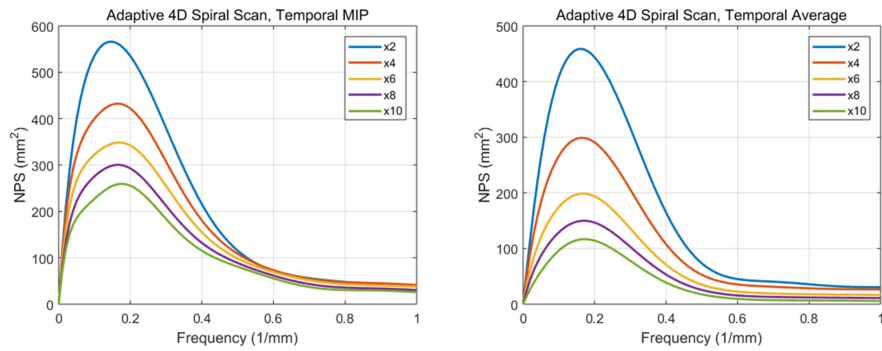 Adaptive 4D Spiral Scan, Temporal MIP
600
500
400
300
200
100
0
NPS (mm²)
x2
x4
x6
x8
x10
0
0.2
0.4
0.6
0.8
1
Frequency (1/mm)
Adaptive 4D Spiral Scan, Temporal Average
500
400
300
200
100
0
NPS (mm²)
x2
x4
x6
x8
x10
0
0.2
0.4
0.6
0.8
1
Frequency (1/mm)